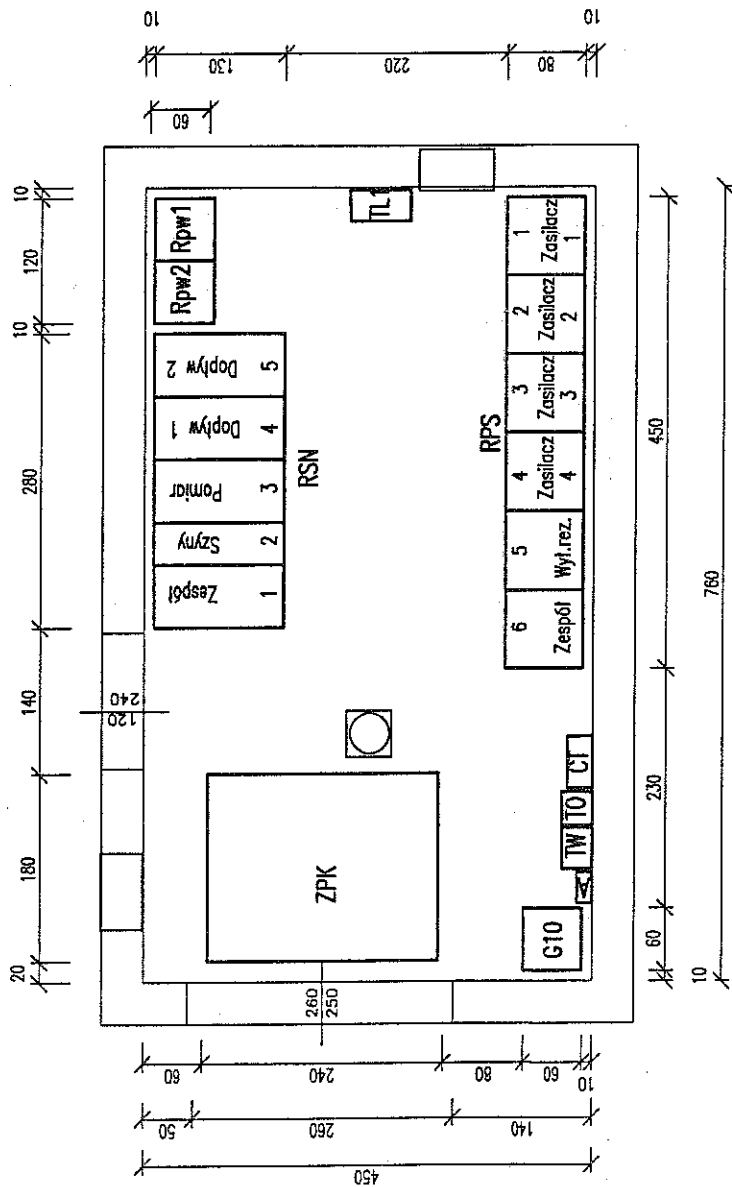 10
130
220
80
10
60
10
120
10
280
140
180
20
Rpw1
Rpw2
Dopływ 2
5
Dopływ 1
4
Pomiar
3
Szyny
2
Zespół
1
RSN
TL1
120
240
ZPK
260
250
RPS
1
Zasilacz
1
2
Zasilacz
2
3
Zasilacz
3
4
Zasilacz
4
5
Wył.rez.
6
Zespół
CT
TO
TW
A
G10
450
230
60
10
760
60
240
80
60
10
50
260
140
450